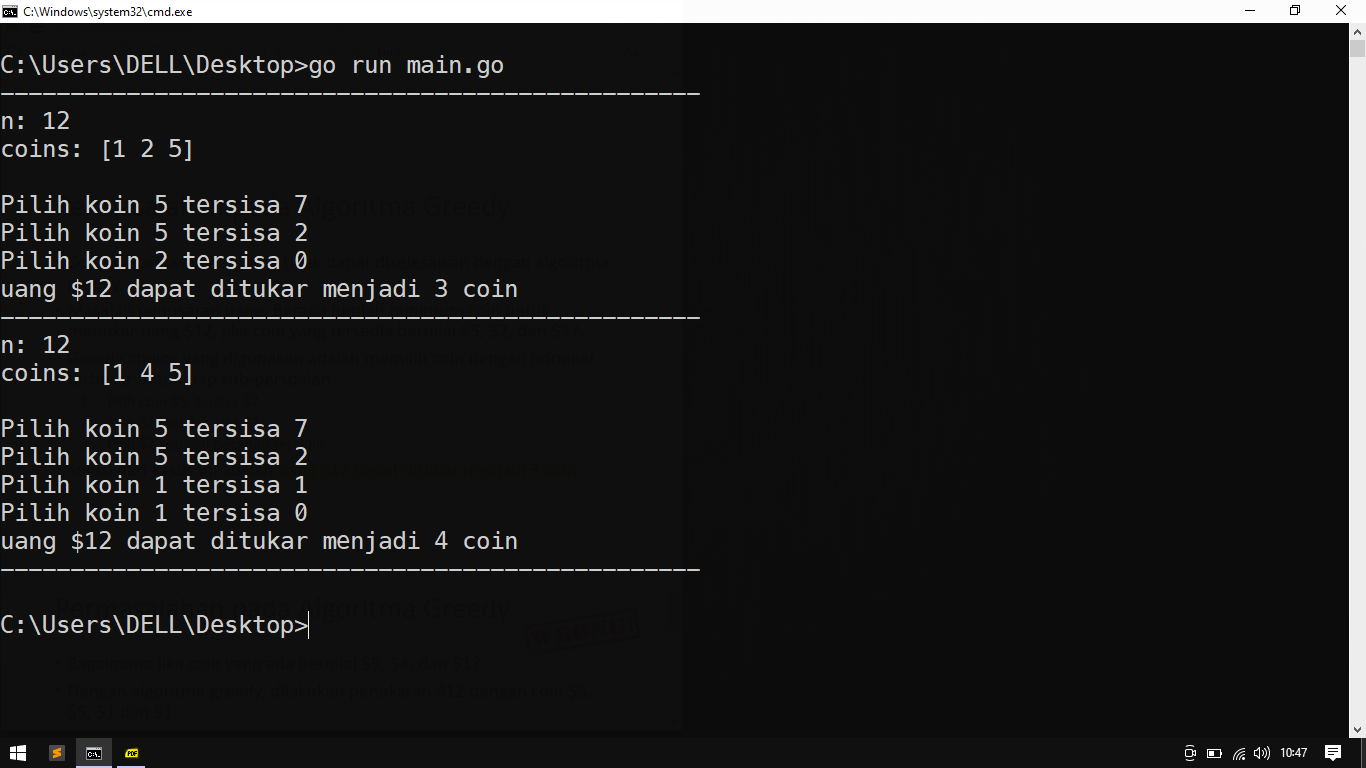 C:\Windows\system32\cmd.exe
C:\Users\DELL\Desktop>go run main.go
--------------------------------------------------
n: 12
coins: [1 2 5]
Pilih koin 5 tersisa 7
Pilih koin 5 tersisa 2
Pilih koin 2 tersisa 0
uang $12 dapat ditukar menjadi 3 coin
--------------------------------------------------
n: 12
coins: [1 4 5]
Pilih koin 5 tersisa 7
Pilih koin 5 tersisa 2
Pilih koin 1 tersisa 1
Pilih koin 1 tersisa 0
uang $12 dapat ditukar menjadi 4 coin
--------------------------------------------------
Algoritma Greedy
C:\Users\DELL\Desktop>
10:47